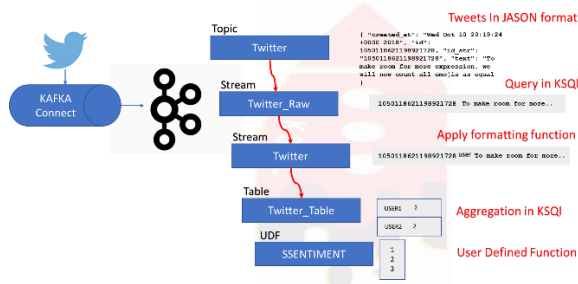 Tweets In JASON format
Topic
Twitter
{ "created_at": "Wed Oct 10 20:19:24
+0000 2018", "id":
1050118621198921728, "id_str":
"1050118621198921728", "text": "To
make room for more expression, we
will now count all emojis as equal
}
KAFKA
Connect
Stream
Twitter_Raw
Query in KSQl
1050118621198921728 To make room for more..
Stream
Twitter
Apply formatting function
1050118621198921728 user To make room for more..
Table
Twitter_Table
USER1 2
USER2 2
Aggregation in KSQl
UDF
SSENTIMENT
1
2
3
User Defined Function